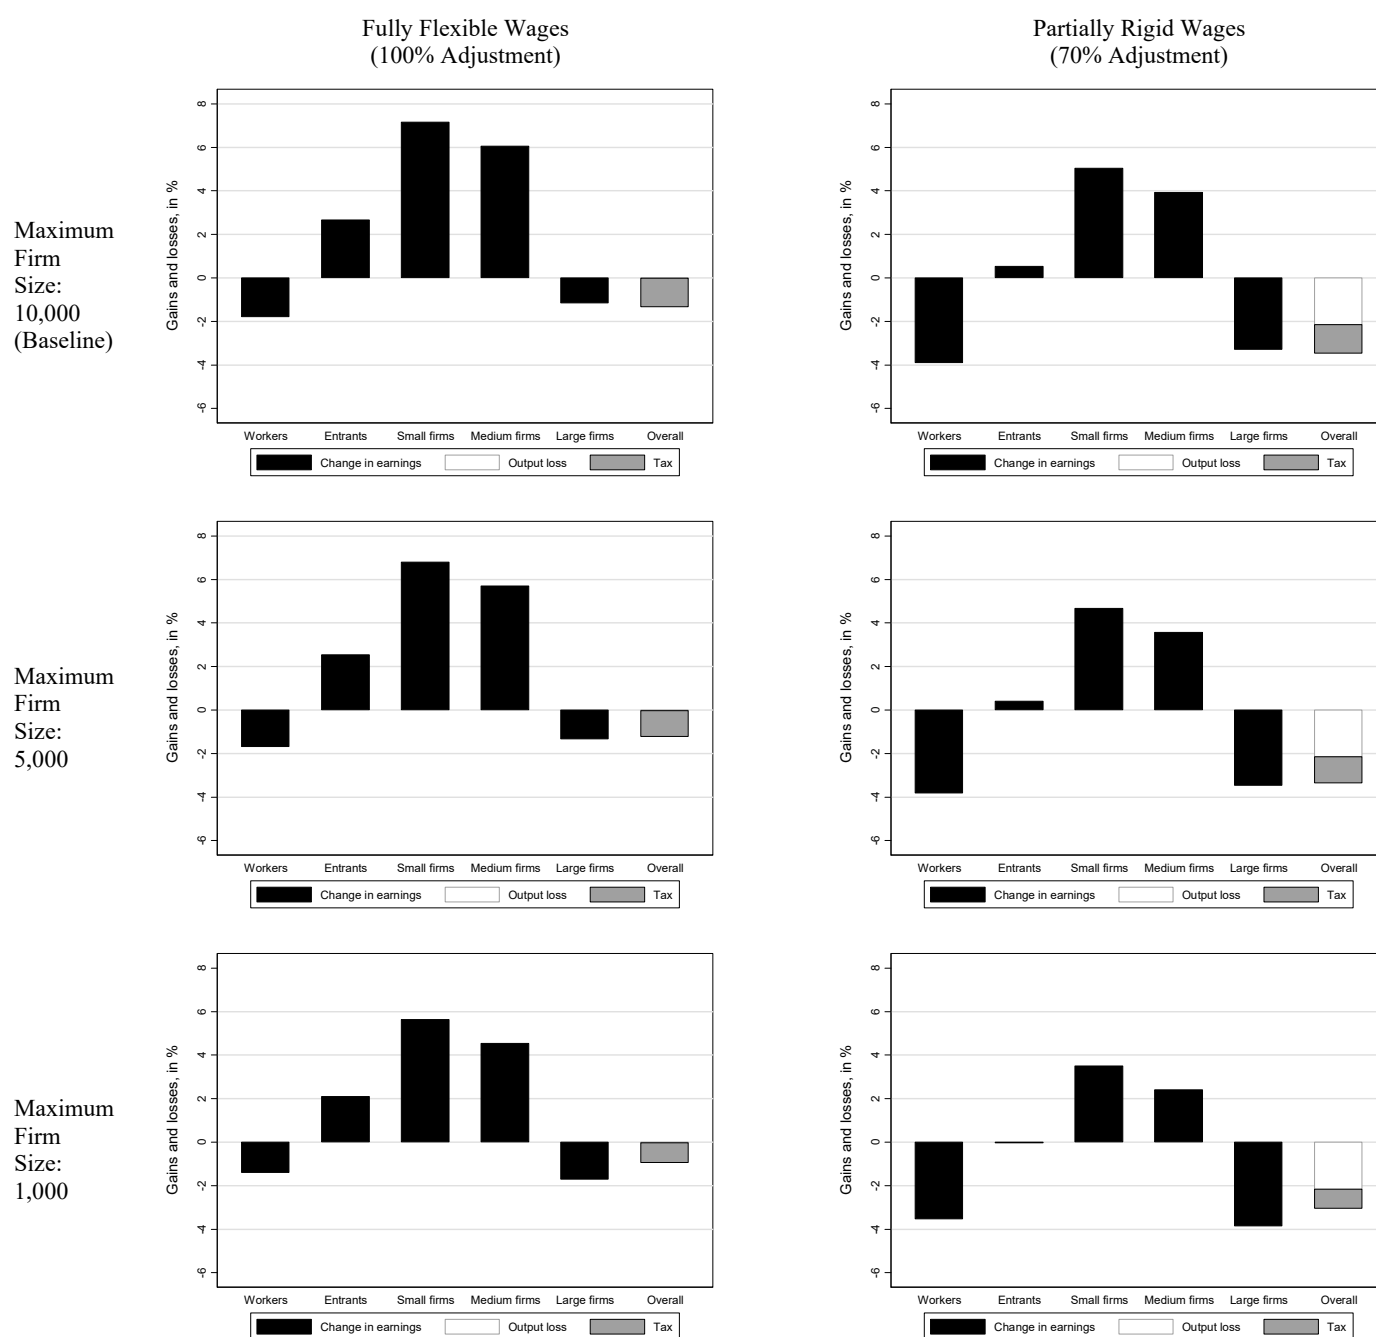 Fully Flexible Wages
(100% Adjustment)
Partially Rigid Wages
(70% Adjustment)
Maximum
Firm
Size:
10,000
(Baseline)
Gains and losses, in %
8
6
4
2
0
-2
-4
-6
Workers Entrants Small firms Medium firms Large firms Overall
Change in earnings Output loss Tax
Gains and losses, in %
8
6
4
2
0
-2
-4
-6
Workers Entrants Small firms Medium firms Large firms Overall
Change in earnings Output loss Tax
Maximum
Firm
Size:
5,000
Gains and losses, in %
8
6
4
2
0
-2
-4
-6
Workers Entrants Small firms Medium firms Large firms Overall
Change in earnings Output loss Tax
Gains and losses, in %
8
6
4
2
0
-2
-4
-6
Workers Entrants Small firms Medium firms Large firms Overall
Change in earnings Output loss Tax
Maximum
Firm
Size:
1,000
Gains and losses, in %
8
6
4
2
0
-2
-4
-6
Workers Entrants Small firms Medium firms Large firms Overall
Change in earnings Output loss Tax
Gains and losses, in %
8
6
4
2
0
-2
-4
-6
Workers Entrants Small firms Medium firms Large firms Overall
Change in earnings Output loss Tax